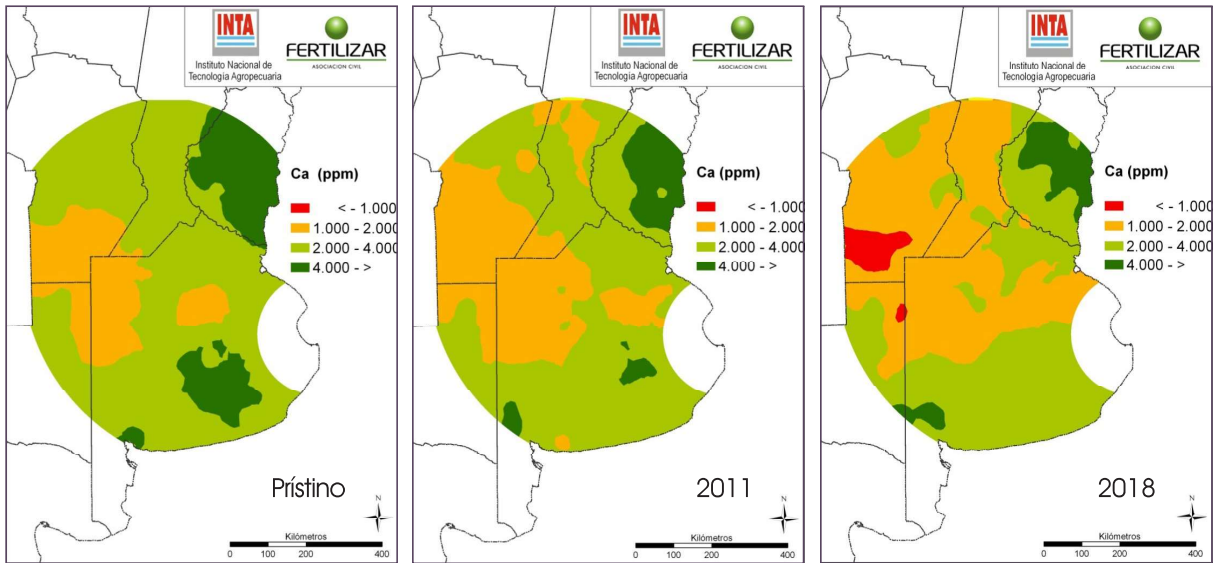 INTA
Instituto Nacional de
Tecnología Agropecuaria
FERTILIZAR
ASOCIACION CIVIL
Ca (ppm)
< - 1.000
1.000 - 2.000
2.000 - 4.000
4.000 - >
Prístino
N
Kilómetros
0 100 200 400
INTA
Instituto Nacional de
Tecnología Agropecuaria
FERTILIZAR
ASOCIACION CIVIL
Ca (ppm)
< - 1.000
1.000 - 2.000
2.000 - 4.000
4.000 - >
2011
N
Kilómetros
0 100 200 400
INTA
Instituto Nacional de
Tecnología Agropecuaria
FERTILIZAR
ASOCIACION CIVIL
Ca (ppm)
< - 1.000
1.000 - 2.000
2.000 - 4.000
4.000 - >
2018
N
Kilómetros
0 100 200 400